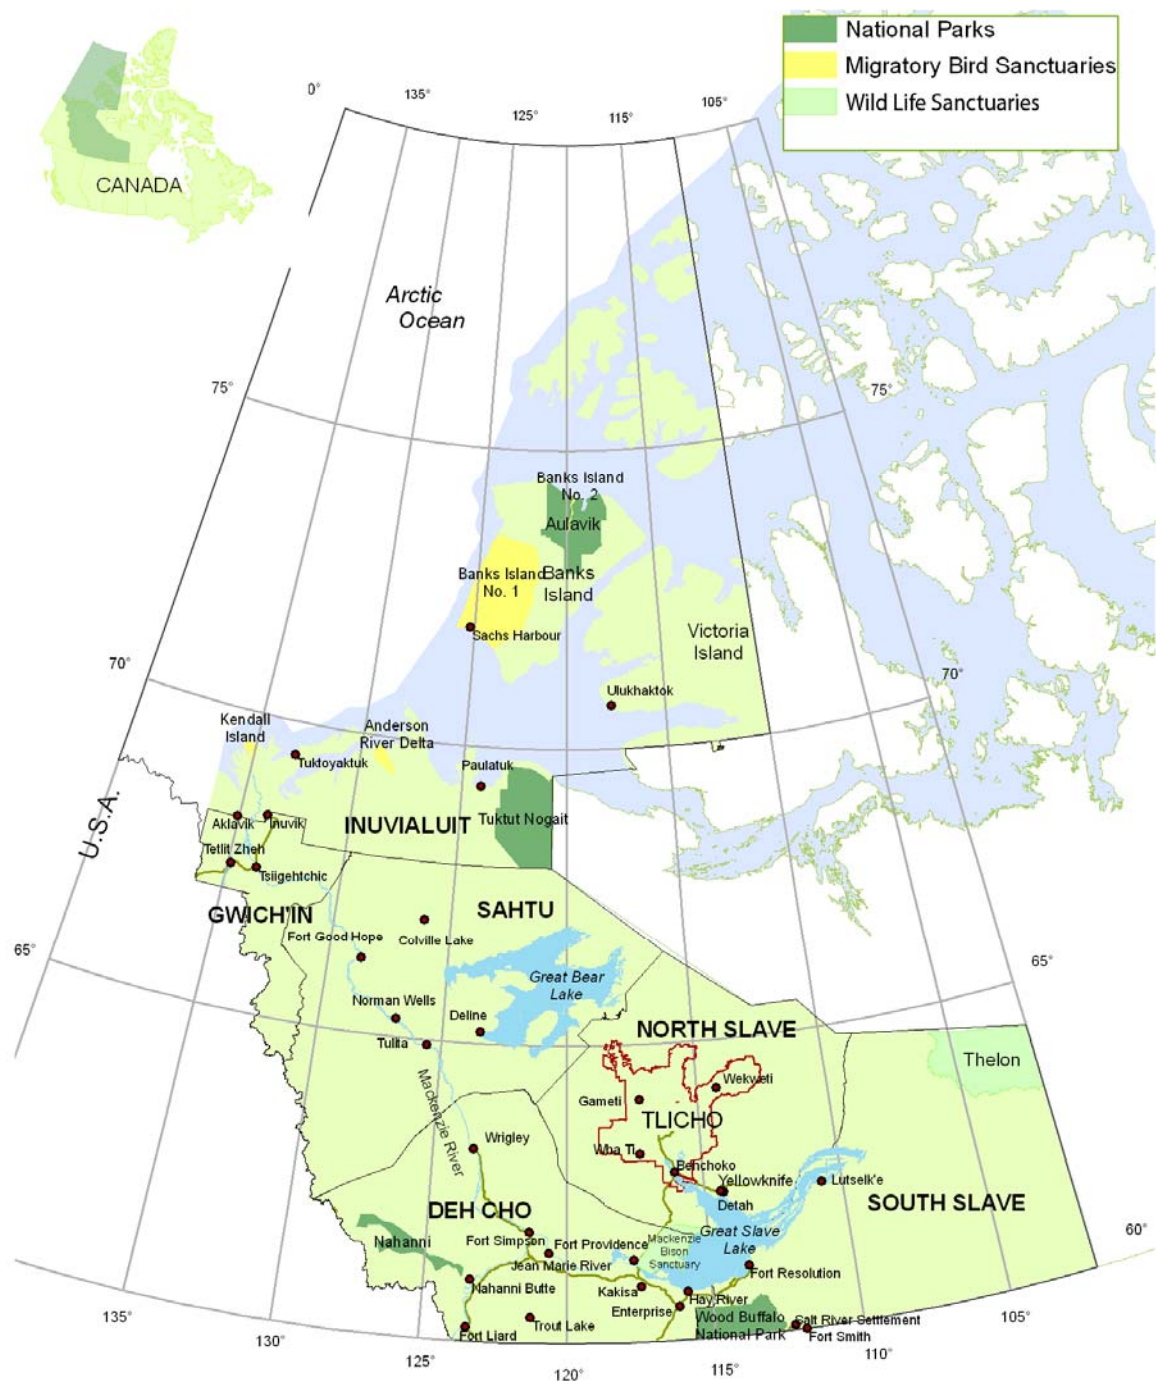 National Parks
Migratory Bird Sanctuaries
Wild Life Sanctuaries
CANADA
0°
135°
125°
115°
105°
Arctic
Ocean
75°
75°
Banks Island
No. 2
Aulavik
Banks Island
No. 1
Banks
Island
Sachs Harbour
Victoria
Island
70°
70°
Ulukhaktok
Kendall
Island
Anderson
River Delta
Tuktoyaktuk
Paulatuk
U.S.A.
Aklavik
Inuvik
INUVIALUIT
Tuktut Nogait
Tetlit Zheh
Tsiigehtchic
GWICH'IN
SAHTU
Fort Good Hope
Colville Lake
65°
65°
Great Bear
Lake
Norman Wells
Deline
Tulita
NORTH SLAVE
Thelon
Mackenzie River
Wekweti
Gameti
TLICHO
Wrigley
Wha Ti
Behchoko
Yellowknife
Detah
Lutselk'e
DEH CHO
SOUTH SLAVE
60°
Nahanni
Fort Simpson
Fort Providence
Mackenzie
Bison
Sanctuary
Great Slave
Lake
Jean Marie River
Fort Resolution
Nahanni Butte
Kakisa
Hay River
Enterprise
Wood Buffalo
National Park
Salt River Settlement
Fort Smith
Trout Lake
Fort Liard
135°
130°
125°
120°
115°
110°
105°